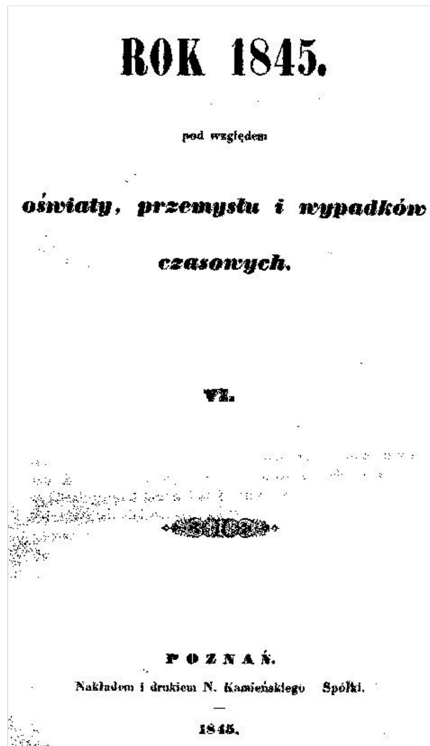 ROK 1845.
pod względem
oświaty, przemysłu i wypadków
czasowych.
VI.
POZNAŃ.
Nakładem i drukiem N. Kamieńskiego Spółki.
1845.